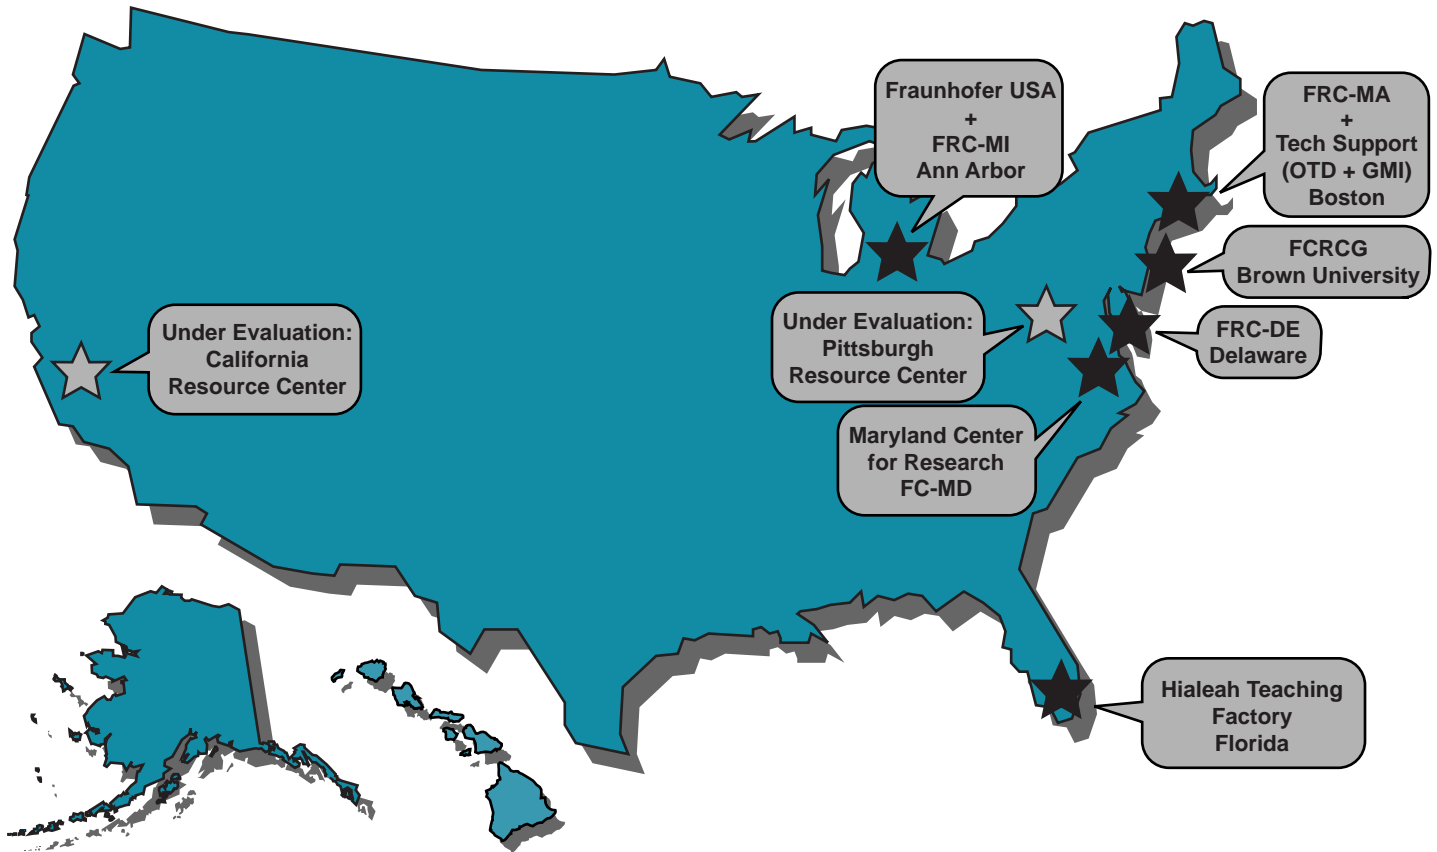 Fraunhofer USA
+
FRC-MI
Ann Arbor
FRC-MA
+
Tech Support
(OTD + GMI)
Boston
FCRCG
Brown University
FRC-DE
Delaware
Under Evaluation:
California
Resource Center
Under Evaluation:
Pittsburgh
Resource Center
Maryland Center
for Research
FC-MD
Hialeah Teaching
Factory
Florida